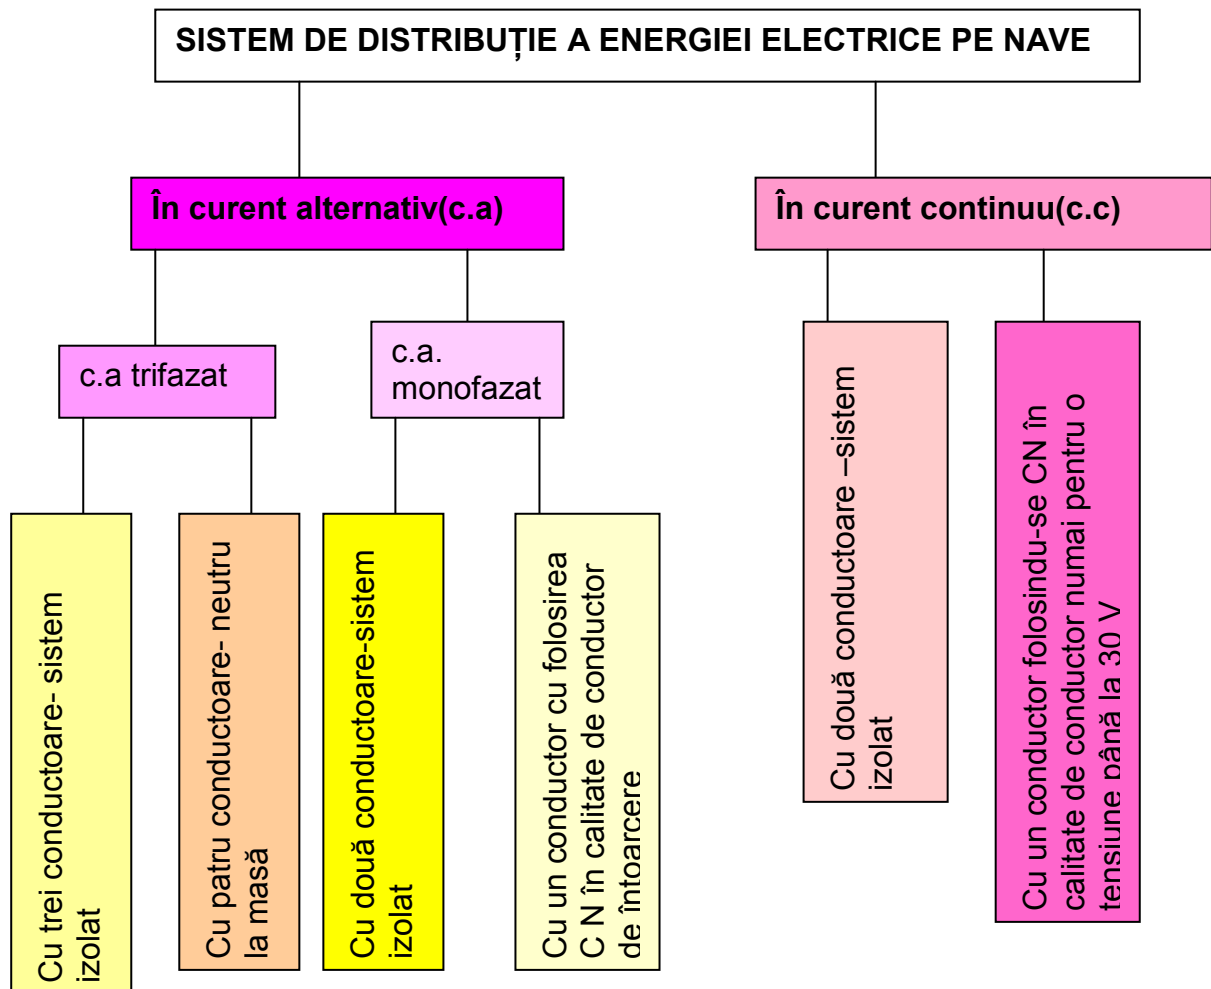 SISTEM DE DISTRIBUȚIE A ENERGIEI ELECTRICE PE NAVE
În curent alternativ(c.a)
În curent continuu(c.c)
c.a trifazat
c.a.
monofazat
Cu trei conductoare- sistem
izolat
Cu patru conductoare- neutru
la masă
Cu două conductoare-sistem
izolat
Cu un conductor cu folosirea
C N în calitate de conductor
de întoarcere
Cu două conductoare –sistem
izolat
Cu un conductor folosindu-se CN în
calitate de conductor numai pentru o
tensiune până la 30 V